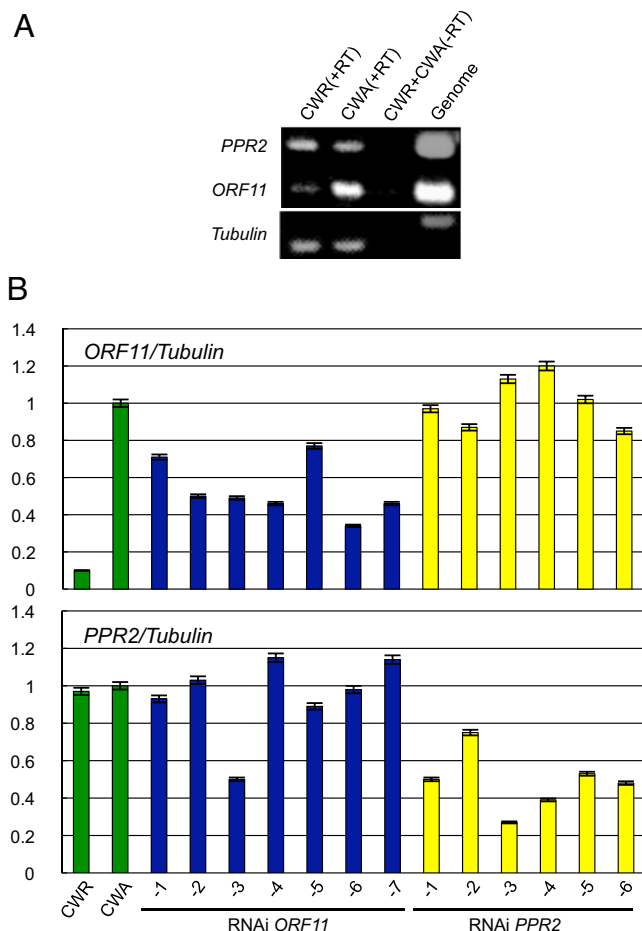 A
CWR(+RT)
CWA(+RT)
CWR+CWA(-RT)
Genome
PPR2
ORF11
Tubulin
B
ORF11/Tubulin
1.4
1.2
1
0.8
0.6
0.4
0.2
0
PPR2/Tubulin
1.4
1.2
1
0.8
0.6
0.4
0.2
0
CWR
CWA
-1
-2
-3
-4
-5
-6
-7
-1
-2
-3
-4
-5
-6
RNAi ORF11
RNAi PPR2